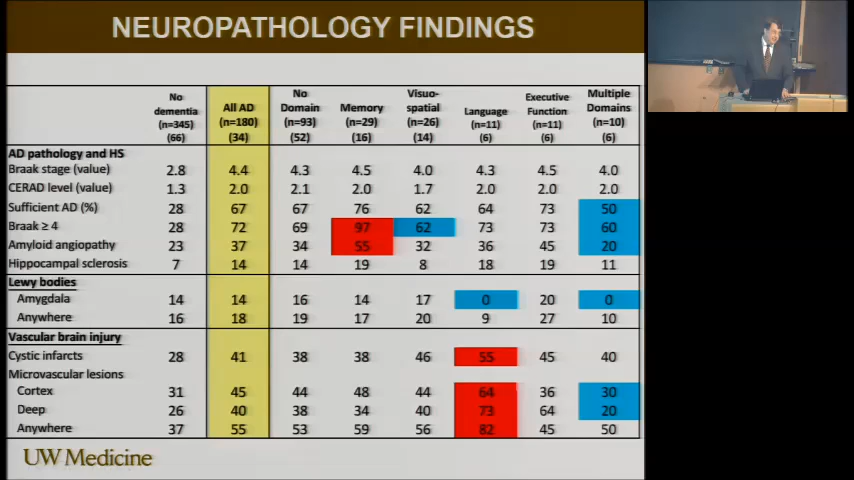 NEUROPATHOLOGY FINDINGS
No dementia (n=345) (66) All AD (n=180) (34) No Domain (n=93) (52) Memory (n=29) (16) Visuo-spatial (n=26) (14) Language (n=11) (6) Executive Function (n=11) (6) Multiple Domains (n=10) (6)
AD pathology and HS
Braak stage (value) 2.8 4.4 4.3 4.5 4.0 4.3 4.5 4.0
CERAD level (value) 1.3 2.0 2.1 2.0 1.7 2.0 2.0 2.0
Sufficient AD (%) 28 67 67 76 62 64 73 50
Braak ≥ 4 28 72 69 97 62 73 73 60
Amyloid angiopathy 23 37 34 55 32 36 45 20
Hippocampal sclerosis 7 14 14 19 8 18 19 11
Lewy bodies
Amygdala 14 14 16 14 17 0 20 0
Anywhere 16 18 19 17 20 9 27 10
Vascular brain injury
Cystic infarcts 28 41 38 38 46 55 45 40
Microvascular lesions
Cortex 31 45 44 48 44 64 36 30
Deep 26 40 38 34 40 73 64 20
Anywhere 37 55 53 59 56 82 45 50
UW Medicine